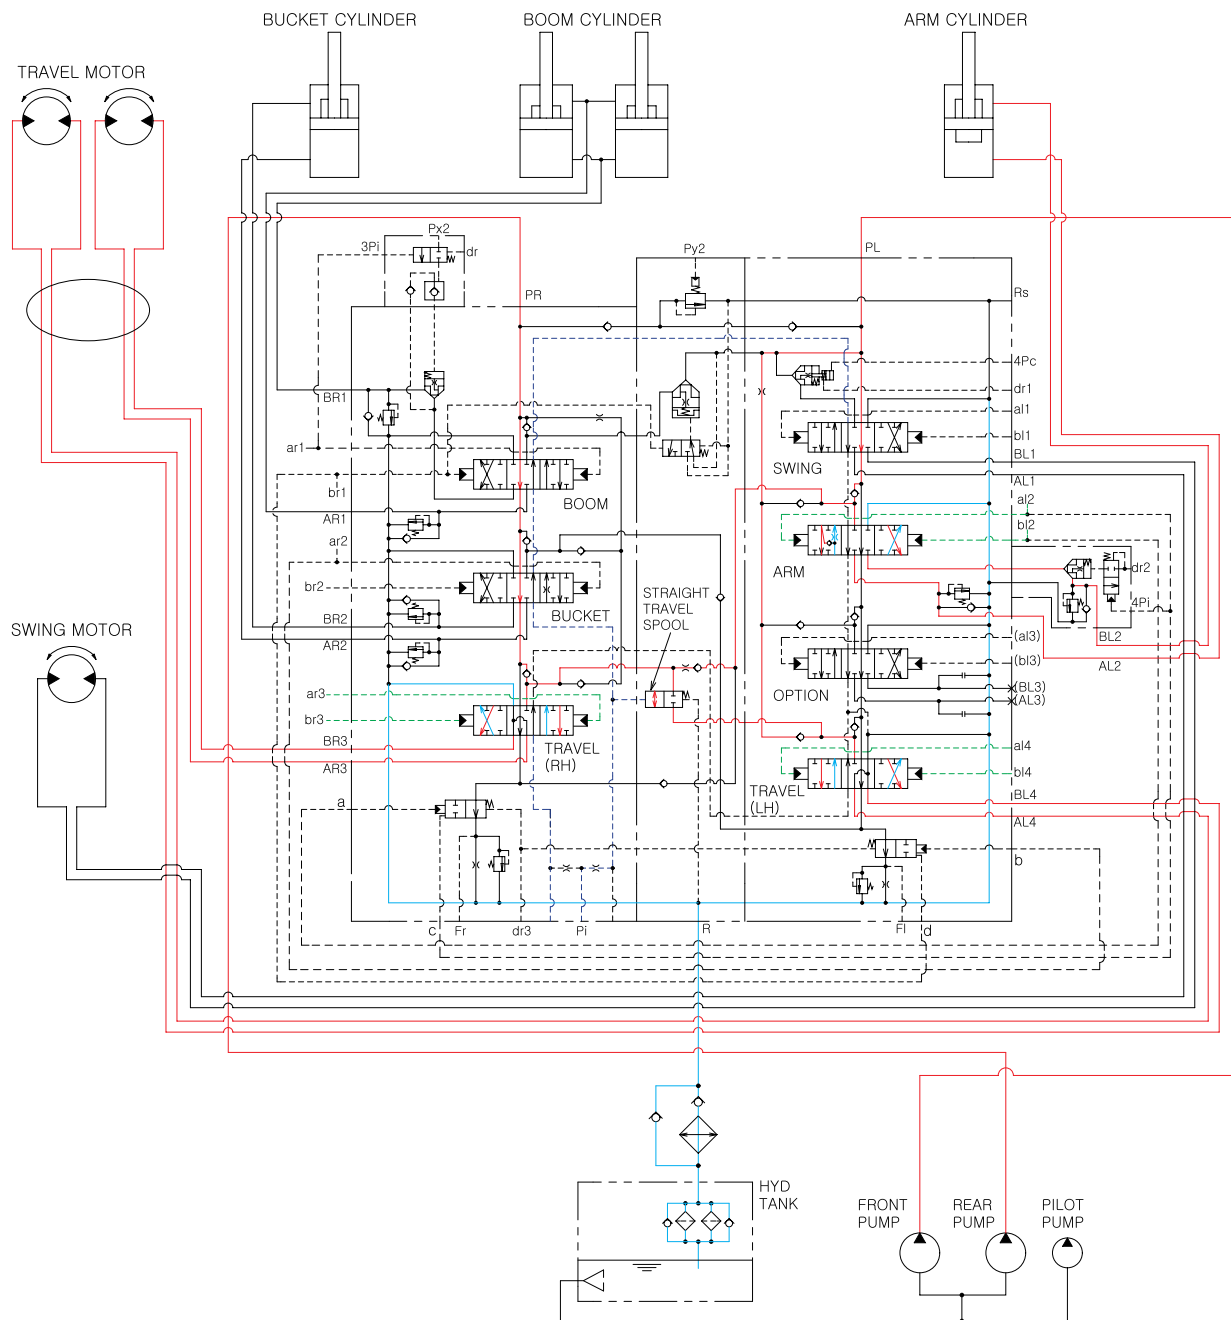 BUCKET CYLINDER
BOOM CYLINDER
ARM CYLINDER
TRAVEL MOTOR
Px2
3Pi
dr
Py2
PL
PR
Rs
4Pc
dr1
BR1
al1
bl1
ar1
SWING
BL1
AL1
br1
BOOM
al2
AR1
bl2
ar2
ARM
dr2
br2
BUCKET
STRAIGHT
TRAVEL
SPOOL
4Pi
BR2
SWING MOTOR
(al3)
BL2
AR2
(bl3)
AL2
ar3
OPTION
(BL3)
(AL3)
br3
BR3
TRAVEL
(RH)
al4
AR3
bl4
TRAVEL
(LH)
a
BL4
AL4
b
c
Fr
dr3
Pi
R
Fl
d
HYD
TANK
FRONT
PUMP
REAR
PUMP
PILOT
PUMP